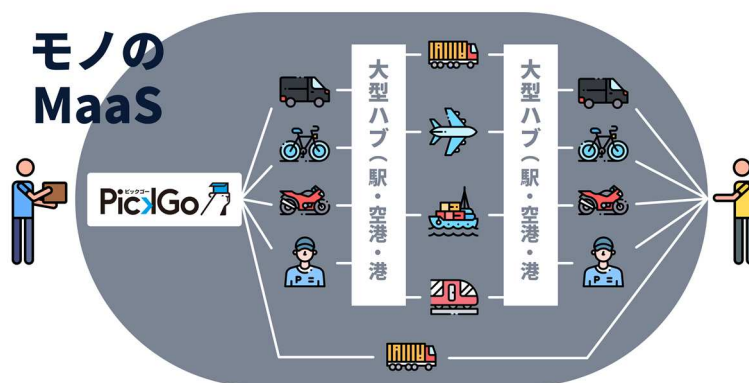 モノの
MaaS
ピックゴー
PickGo
大型ハブ（駅・空港・港
大型ハブ（駅・空港・港
P =
P =